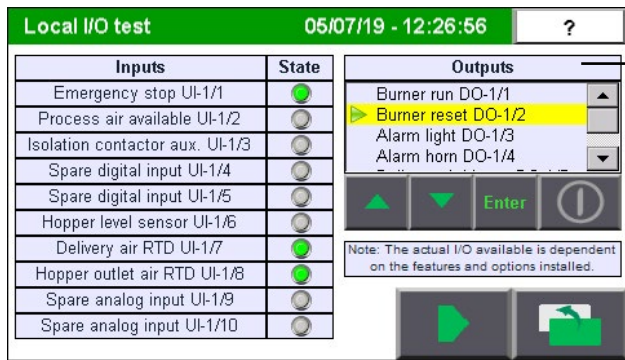 Local I/O test 05/07/19 - 12:26:56 ?
Inputs State
Emergency stop UI-1/1
Process air available UI-1/2
Isolation contactor aux. UI-1/3
Spare digital input UI-1/4
Spare digital input UI-1/5
Hopper level sensor UI-1/6
Delivery air RTD UI-1/7
Hopper outlet air RTD UI-1/8
Spare analog input UI-1/9
Spare analog input UI-1/10
Outputs
Burner run DO-1/1
Burner reset DO-1/2
Alarm light DO-1/3
Alarm horn DO-1/4
Enter
Note: The actual I/O available is dependent
on the features and options installed.